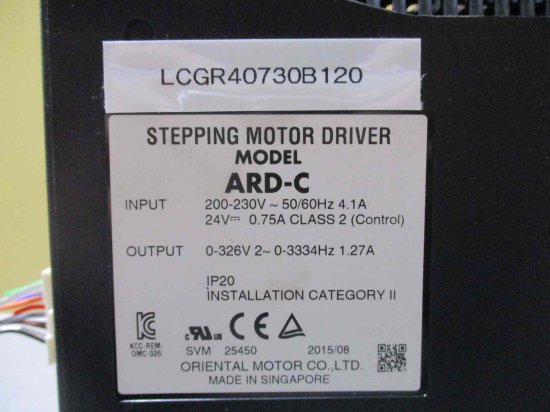 LCGR40730B120
STEPPING MOTOR DRIVER
MODEL
ARD-C
INPUT 200-230V ~ 50/60Hz 4.1A
24V⎓ 0.75A CLASS 2 (Control)
OUTPUT 0-326V 2~ 0-3334Hz 1.27A
IP20
INSTALLATION CATEGORY II
KCC-REM-
OMC-026
c UL us CE
SVM 25450 2015/08
ORIENTAL MOTOR CO.,LTD.
MADE IN SINGAPORE